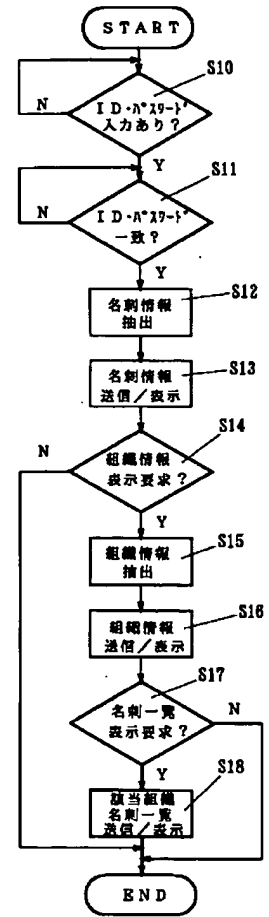 START
S10
ID・パスワード
入力あり?
N
Y
S11
ID・パスワード
一致?
N
Y
S12
名刺情報
抽出
S13
名刺情報
送信/表示
S14
組織情報
表示要求?
N
Y
S15
組織情報
抽出
S16
組織情報
送信/表示
S17
名刺一覧
表示要求?
N
Y
S18
該当組織
名刺一覧
送信/表示
END